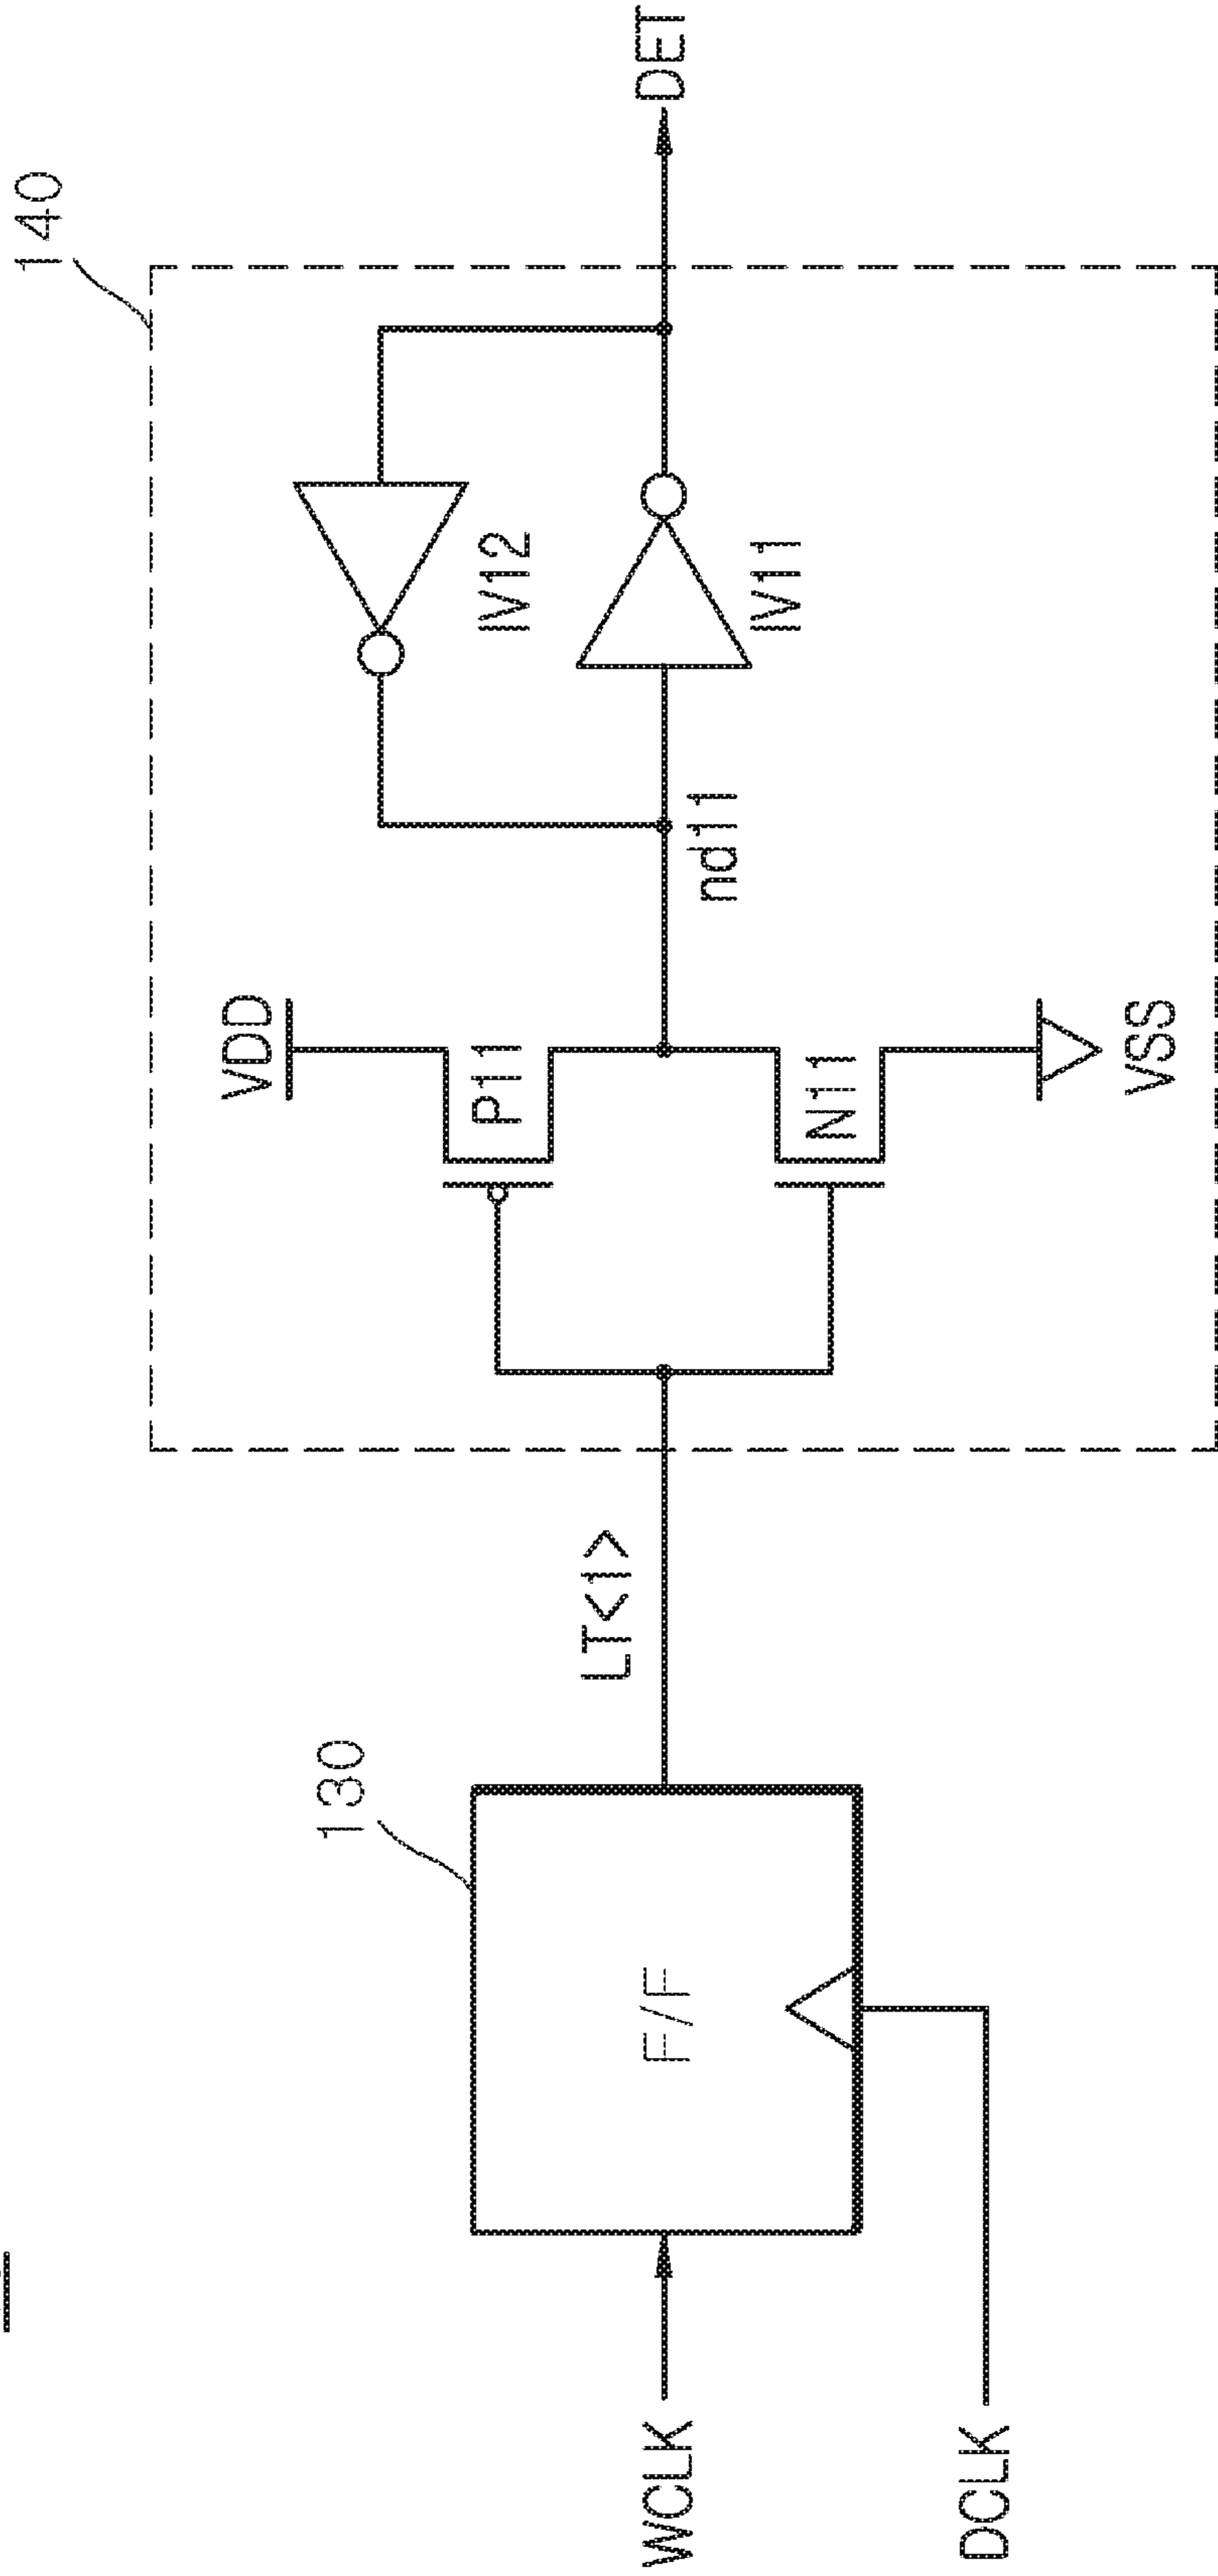 140
130
VDD
P11
IV12
LT<1>
WCLK
F/F
nd11
IV11
DET
N11
DCLK
VSS